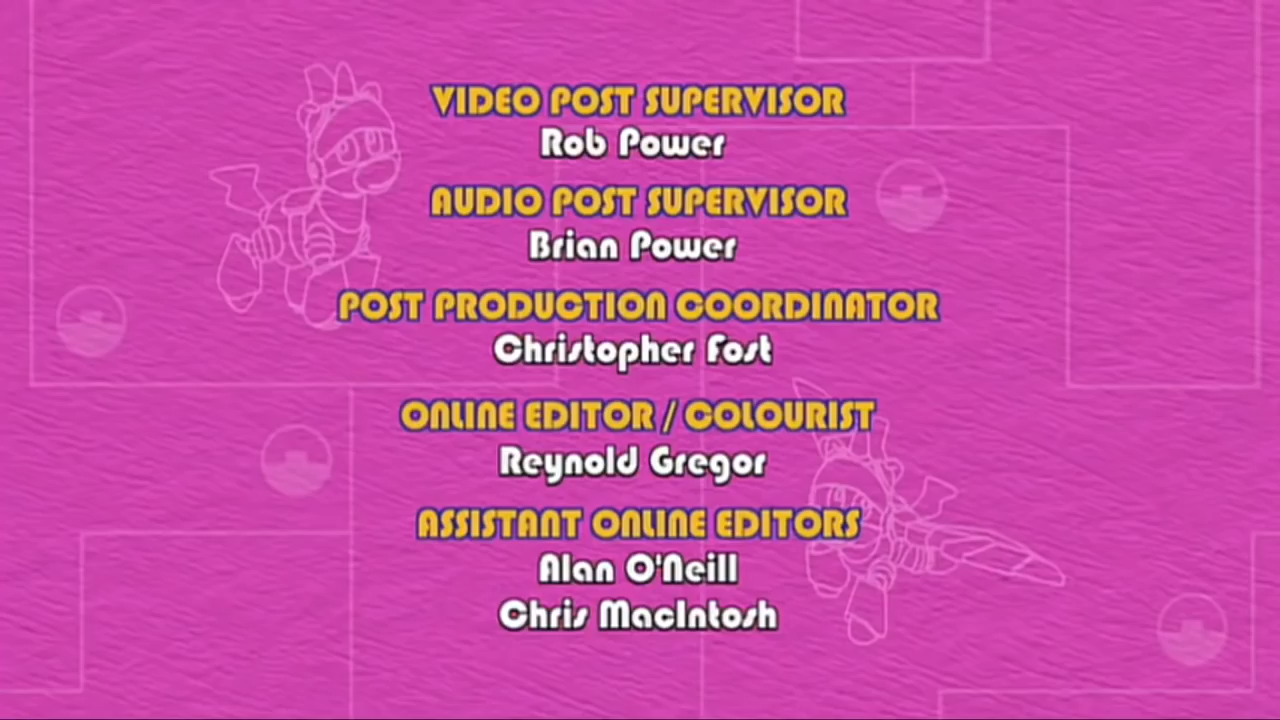 VIDEO POST SUPERVISOR
Rob Power
AUDIO POST SUPERVISOR
Brian Power
POST PRODUCTION COORDINATOR
Christopher Fost
ONLINE EDITOR / COLOURIST
Reynold Gregor
ASSISTANT ONLINE EDITORS
Alan O'Neill
Chris MacIntosh